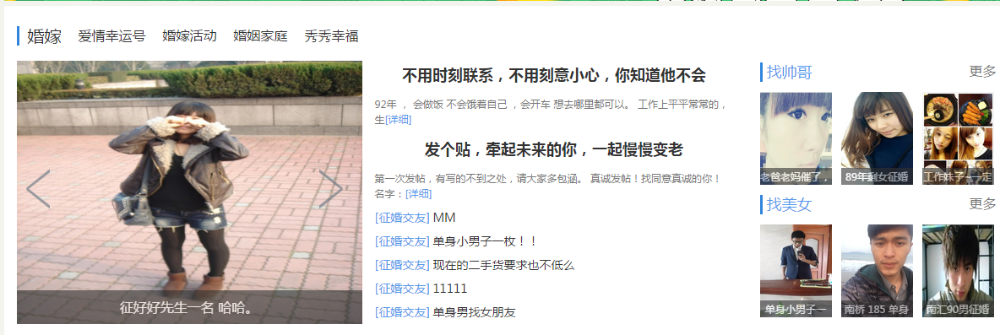 婚嫁 爱情幸运号 婚嫁活动 婚姻家庭 秀秀幸福
征好好先生一名 哈哈。
不用时刻联系，不用刻意小心，你知道他不会
92年 ， 会做饭 不会饿着自己 ，会开车 想去哪里都可以。 工作上平平常常的，
生[详细]
发个贴，牵起未来的你，一起慢慢变老
第一次发帖，有写的不到之处，请大家多包涵。 真诚发帖！找同意真诚的你！
名字：[详细]
[征婚交友] MM
[征婚交友] 单身小男子一枚！！
[征婚交友] 现在的二手货要求也不低么
[征婚交友] 11111
[征婚交友] 单身男找女朋友
找帅哥 更多
老爸老妈催了，
89年剩女征婚
工作妹子---一定
找美女 更多
单身小男子一
南桥 185 单身
南汇90男征婚